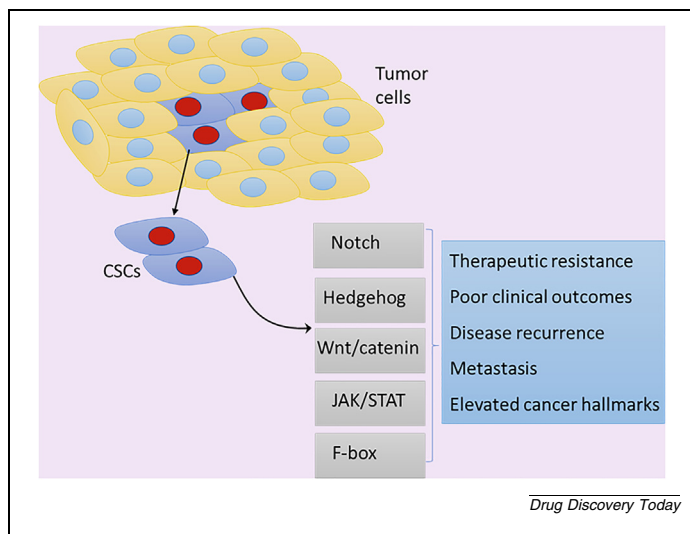 Tumor
cells
CSCs
Notch
Hedgehog
Wnt/catenin
JAK/STAT
F-box
Therapeutic resistance
Poor clinical outcomes
Disease recurrence
Metastasis
Elevated cancer hallmarks
Drug Discovery Today